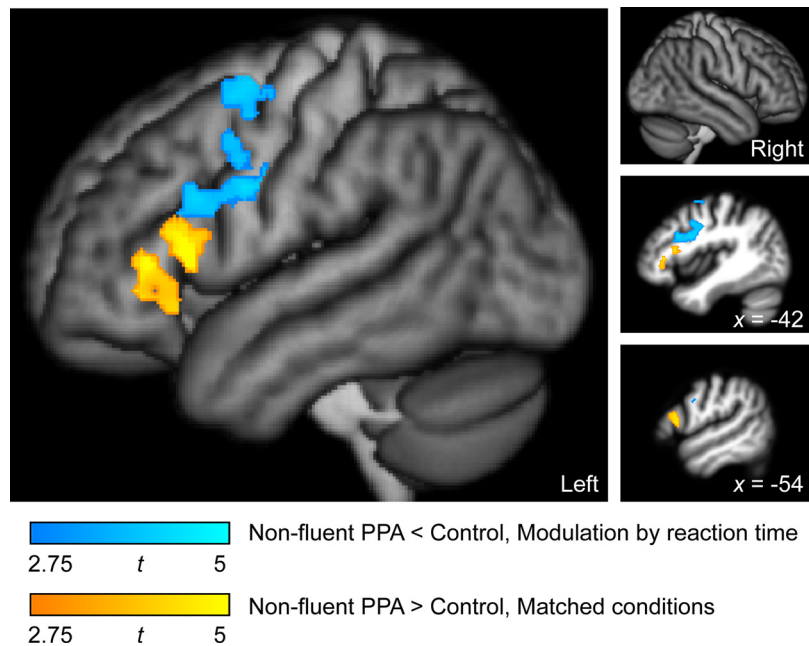 Left
Right
x = -42
x = -54
Non-fluent PPA < Control, Modulation by reaction time
2.75 t 5
Non-fluent PPA > Control, Matched conditions
2.75 t 5